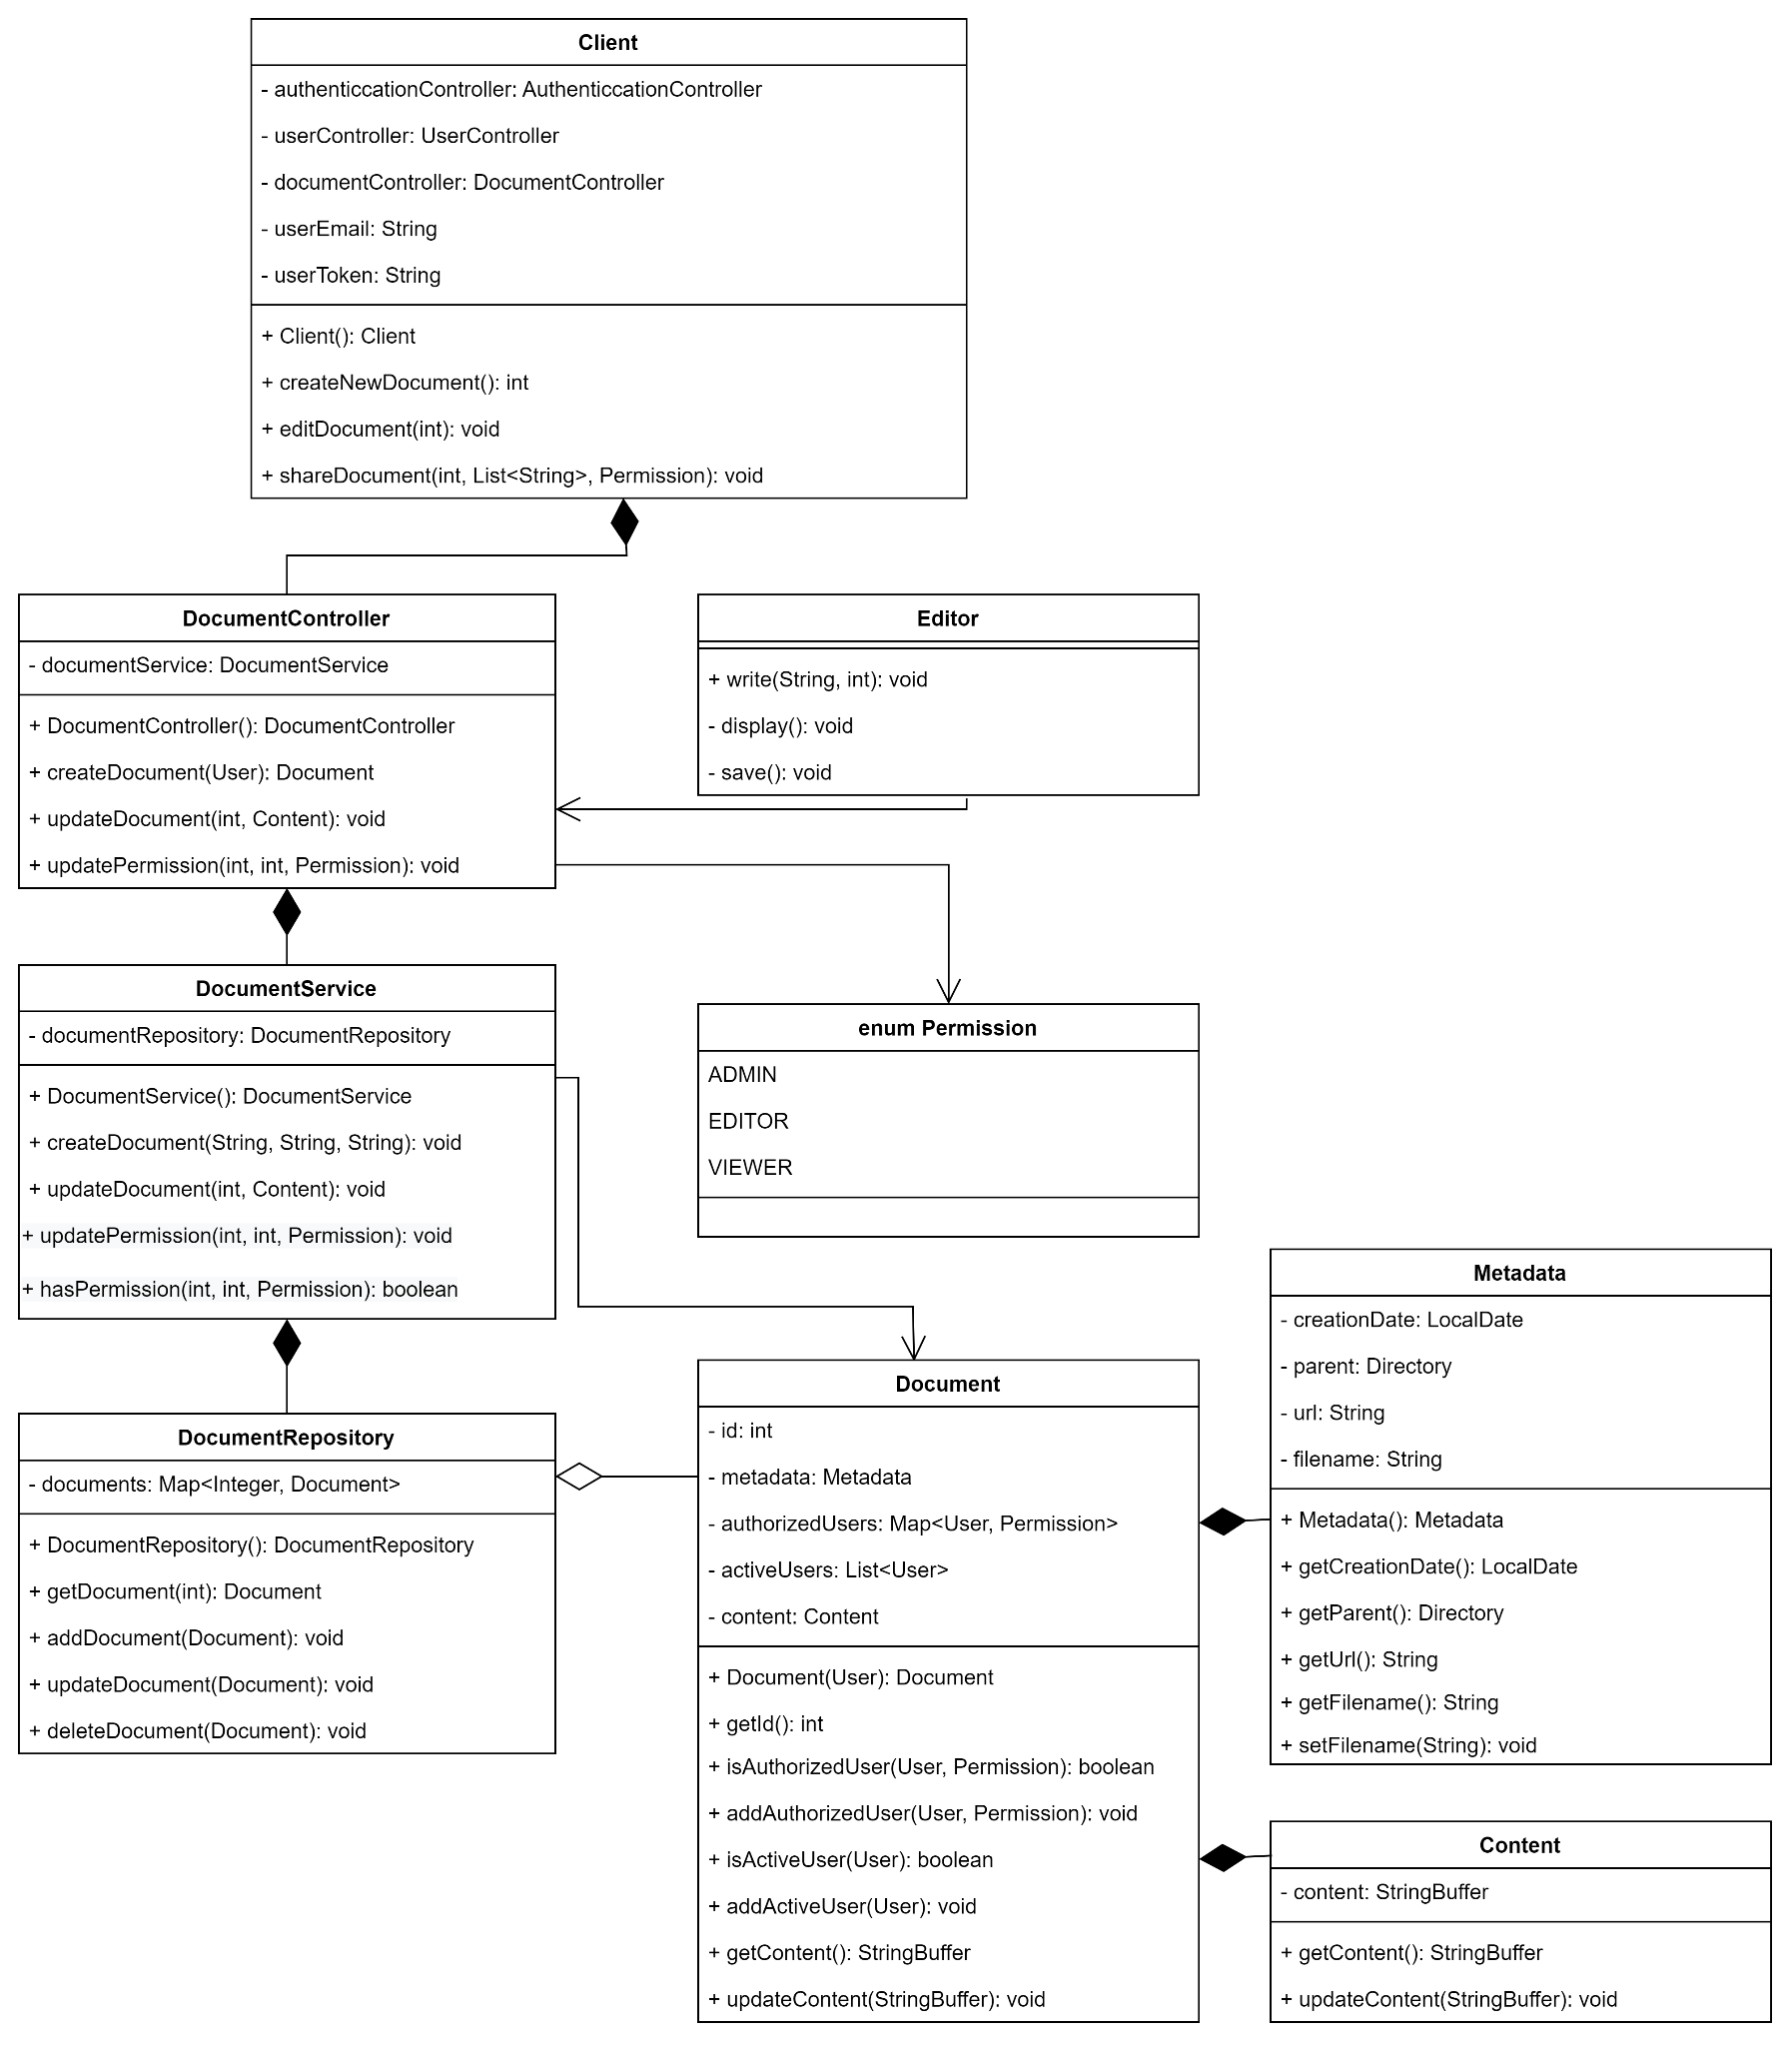 Client
- authenticcationController: AuthenticcationController
- userController: UserController
- documentController: DocumentController
- userEmail: String
- userToken: String
+ Client(): Client
+ createNewDocument(): int
+ editDocument(int): void
+ shareDocument(int, List<String>, Permission): void
DocumentController
- documentService: DocumentService
+ DocumentController(): DocumentController
+ createDocument(User): Document
+ updateDocument(int, Content): void
+ updatePermission(int, int, Permission): void
Editor
+ write(String, int): void
- display(): void
- save(): void
DocumentService
- documentRepository: DocumentRepository
+ DocumentService(): DocumentService
+ createDocument(String, String, String): void
+ updateDocument(int, Content): void
+ updatePermission(int, int, Permission): void
+ hasPermission(int, int, Permission): boolean
enum Permission
ADMIN
EDITOR
VIEWER
DocumentRepository
- documents: Map<Integer, Document>
+ DocumentRepository(): DocumentRepository
+ getDocument(int): Document
+ addDocument(Document): void
+ updateDocument(Document): void
+ deleteDocument(Document): void
Document
- id: int
- metadata: Metadata
- authorizedUsers: Map<User, Permission>
- activeUsers: List<User>
- content: Content
+ Document(User): Document
+ getId(): int
+ isAuthorizedUser(User, Permission): boolean
+ addAuthorizedUser(User, Permission): void
+ isActiveUser(User): boolean
+ addActiveUser(User): void
+ getContent(): StringBuffer
+ updateContent(StringBuffer): void
Metadata
- creationDate: LocalDate
- parent: Directory
- url: String
- filename: String
+ Metadata(): Metadata
+ getCreationDate(): LocalDate
+ getParent(): Directory
+ getUrl(): String
+ getFilename(): String
+ setFilename(String): void
Content
- content: StringBuffer
+ getContent(): StringBuffer
+ updateContent(StringBuffer): void